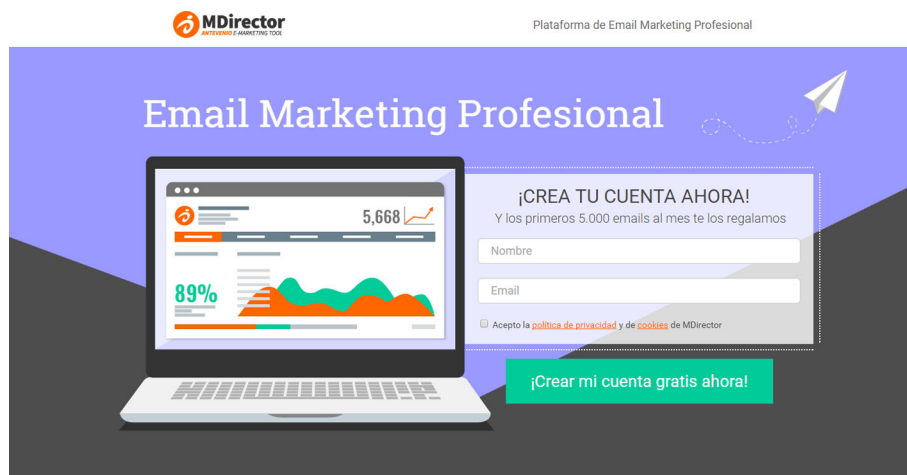 MDirector
ANTEVENIO E-MARKETING TOOL
Plataforma de Email Marketing Profesional
Email Marketing Profesional
5,668
89%
¡CREA TU CUENTA AHORA!
Y los primeros 5.000 emails al mes te los regalamos
Nombre
Email
Acepto la política de privacidad y de cookies de MDirector
¡Crear mi cuenta gratis ahora!